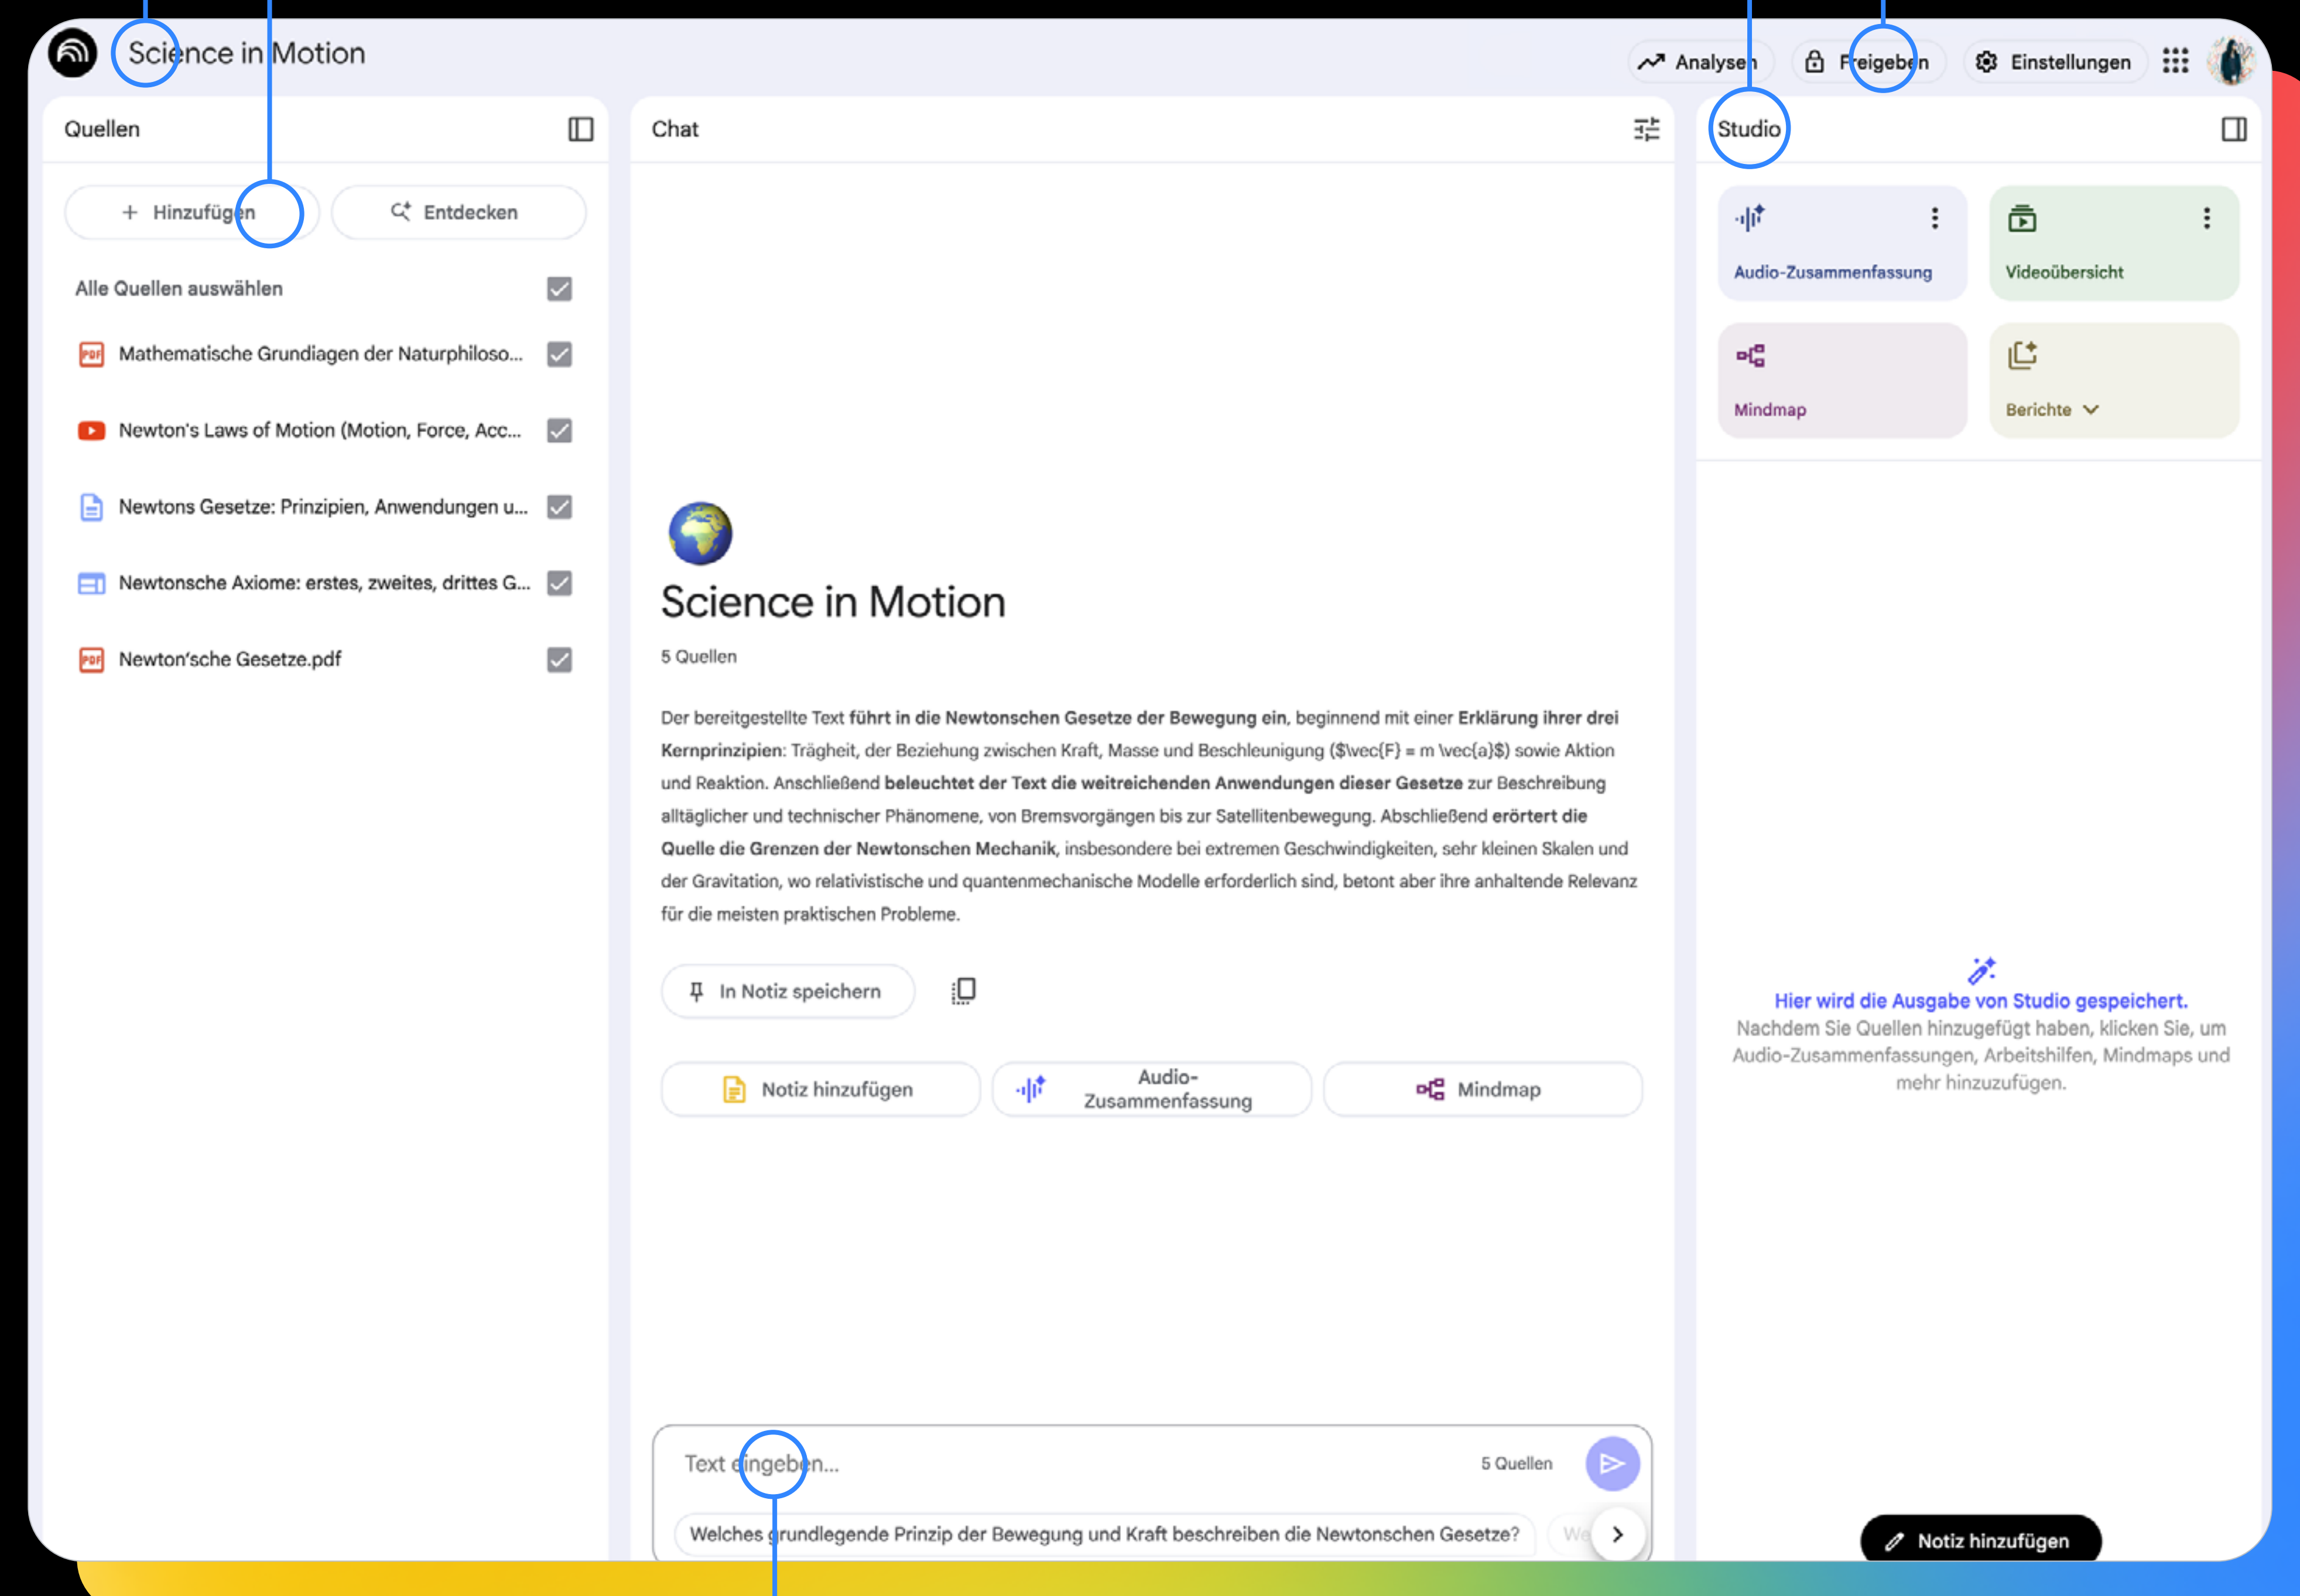 Science in Motion
Analysen
Freigeben
Einstellungen
Quellen
Hinzufügen
Entdecken
Alle Quellen auswählen
PDF Mathematische Grundiagen der Naturphiloso...
Newton's Laws of Motion (Motion, Force, Acc...
Newtons Gesetze: Prinzipien, Anwendungen u...
Newtonsche Axiome: erstes, zweites, drittes G...
PDF Newton‘sche Gesetze.pdf
Chat
Science in Motion
5 Quellen
Der bereitgestellte Text führt in die Newtonschen Gesetze der Bewegung ein, beginnend mit einer Erklärung ihrer drei
Kernprinzipien: Trägheit, der Beziehung zwischen Kraft, Masse und Beschleunigung ($\vec{F} = m \vec{a}$) sowie Aktion
und Reaktion. Anschließend beleuchtet der Text die weitreichenden Anwendungen dieser Gesetze zur Beschreibung
alltäglicher und technischer Phänomene, von Bremsvorgängen bis zur Satellitenbewegung. Abschließend erörtert die
Quelle die Grenzen der Newtonschen Mechanik, insbesondere bei extremen Geschwindigkeiten, sehr kleinen Skalen und
der Gravitation, wo relativistische und quantenmechanische Modelle erforderlich sind, betont aber ihre anhaltende Relevanz
für die meisten praktischen Probleme.
In Notiz speichern
Notiz hinzufügen
Audio-
Zusammenfassung
Mindmap
Text eingeben...
5 Quellen
Welches grundlegende Prinzip der Bewegung und Kraft beschreiben die Newtonschen Gesetze?
Studio
Audio-Zusammenfassung
Videoübersicht
Mindmap
Berichte
Hier wird die Ausgabe von Studio gespeichert.
Nachdem Sie Quellen hinzugefügt haben, klicken Sie, um
Audio-Zusammenfassungen, Arbeitshilfen, Mindmaps und
mehr hinzuzufügen.
Notiz hinzufügen